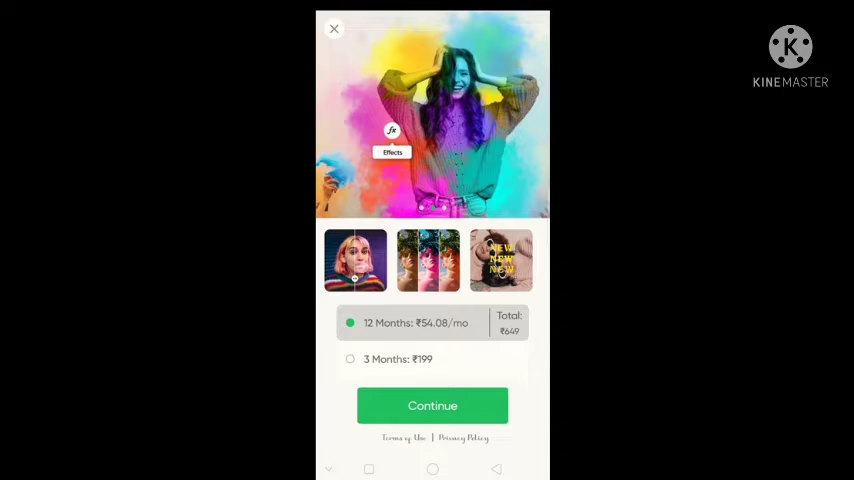 K
KINEMASTER
fx
Effects
NEW
NEW
NEW
12 Months: ₹54.08/mo
Total:
₹649
3 Months: ₹199
Continue
Terms of Use | Privacy Policy